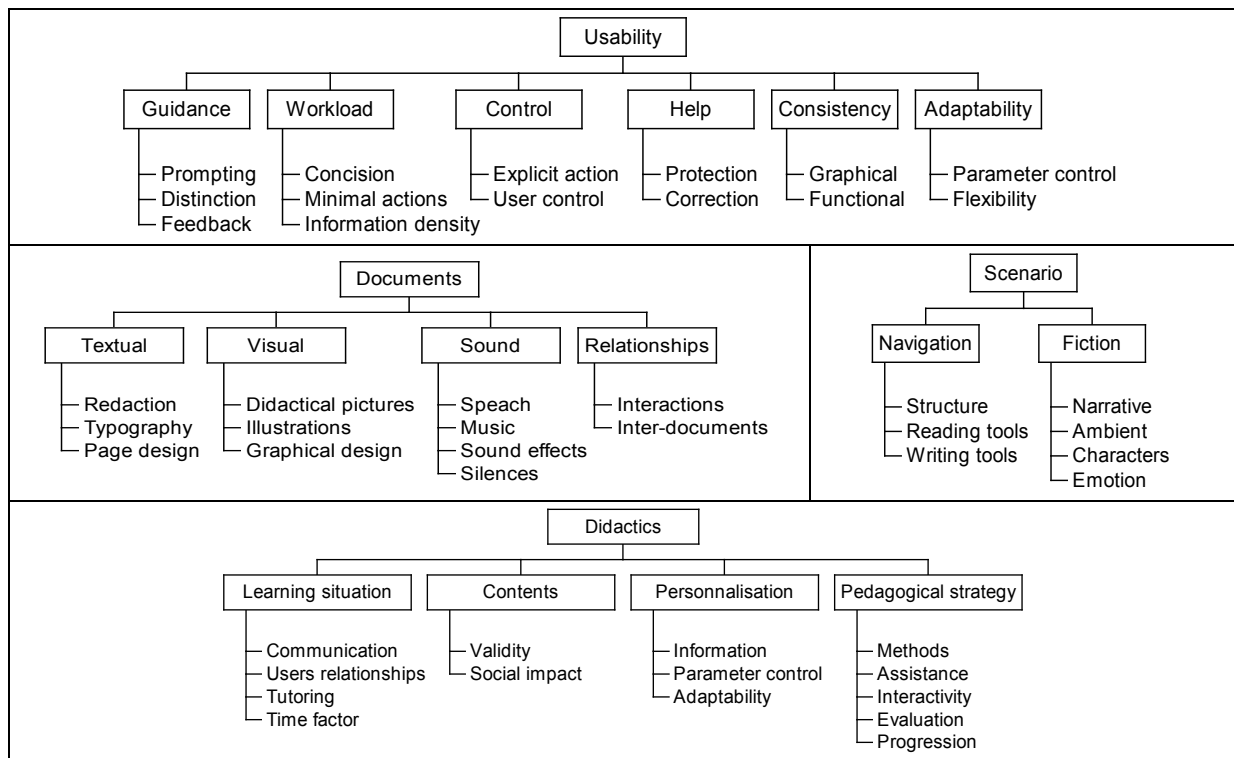 Usability
Guidance Workload Control Help Consistency Adaptability
Prompting Concision Explicit action Protection Graphical Parameter control
Distinction Minimal actions User control Correction Functional Flexibility
Feedback Information density
Documents
Textual Visual Sound Relationships
Redaction Didactical pictures Speach Interactions
Typography Illustrations Music Inter-documents
Page design Graphical design Sound effects
Silences
Scenario
Navigation Fiction
Structure Narrative
Reading tools Ambient
Writing tools Characters
Emotion
Didactics
Learning situation Contents Personnalisation Pedagogical strategy
Communication Validity Information Methods
Users relationships Social impact Parameter control Assistance
Tutoring Adaptability Interactivity
Time factor Evaluation
Progression